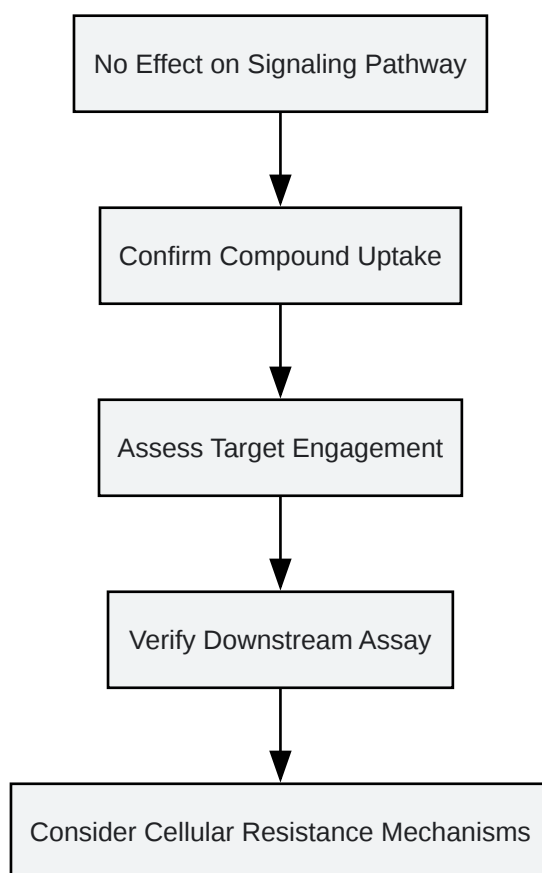 No Effect on Signaling Pathway
Confirm Compound Uptake
Assess Target Engagement
Verify Downstream Assay
Consider Cellular Resistance Mechanisms